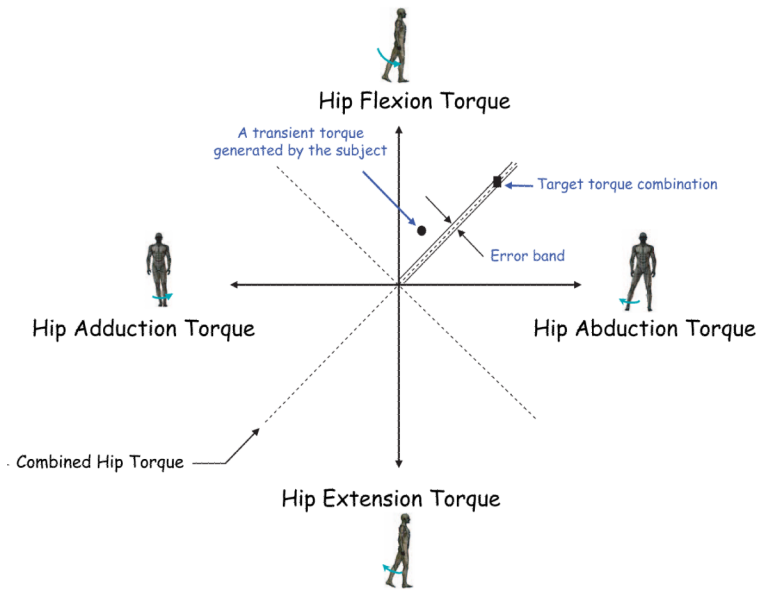 Hip Flexion Torque
A transient torque
generated by the subject
Target torque combination
Error band
Hip Adduction Torque
Hip Abduction Torque
Combined Hip Torque
Hip Extension Torque